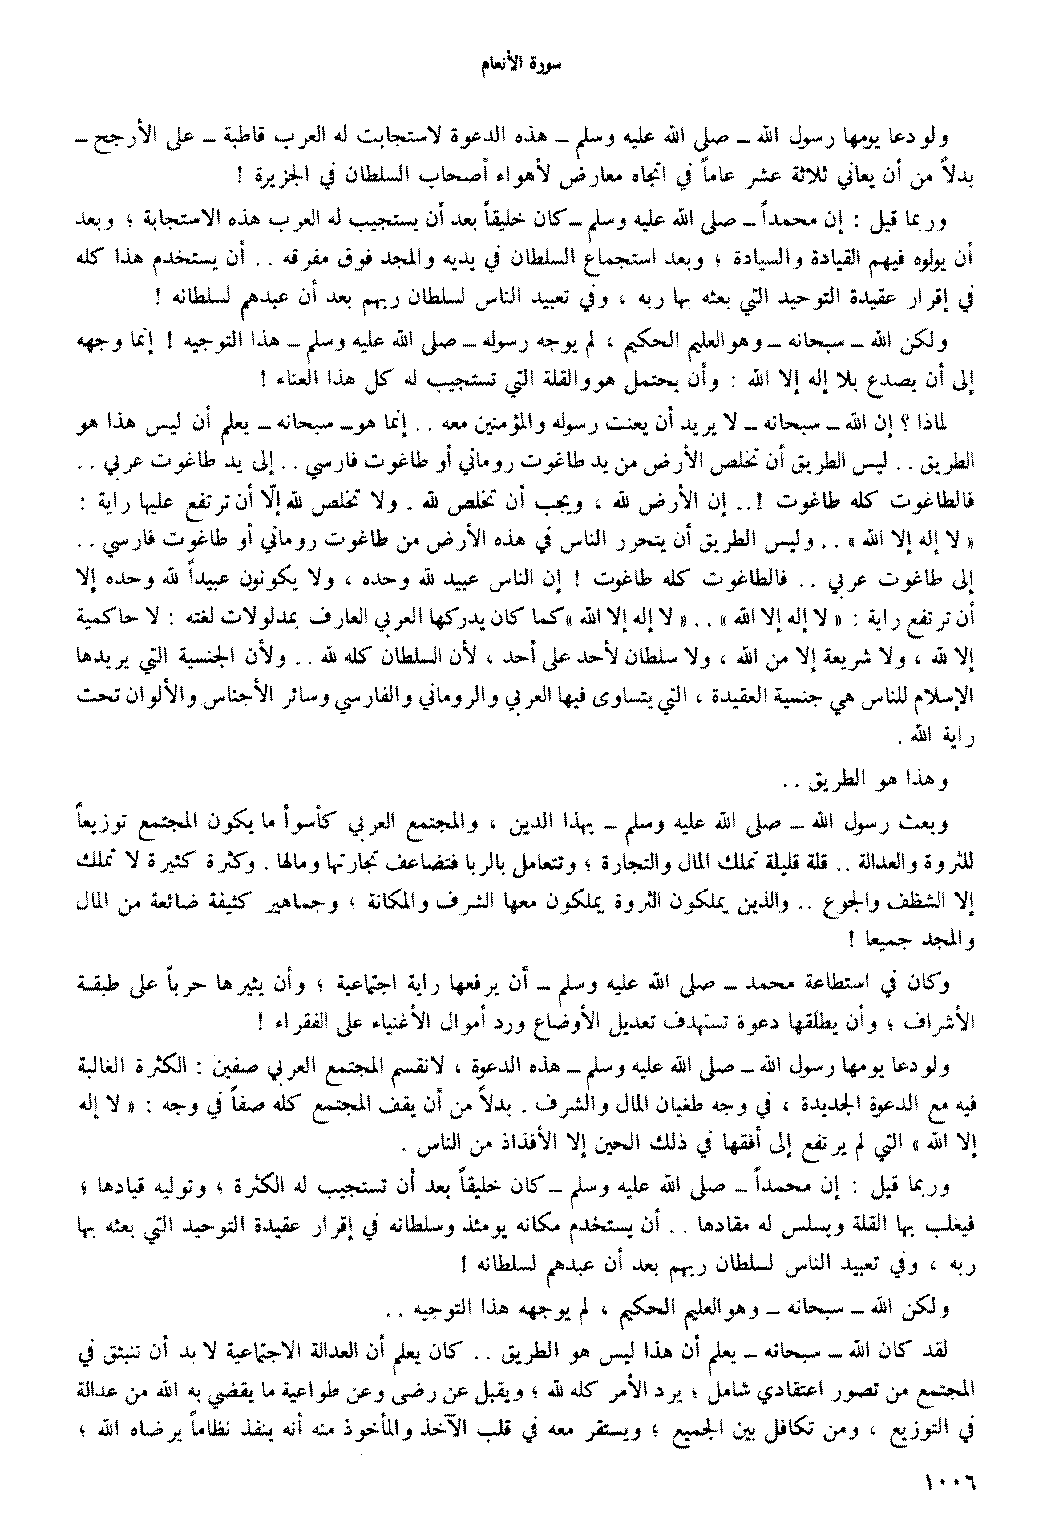 سورة الأنعام
ولو دعا يومها رسول الله – صلى الله عليه وسلم – هذه الدعوة لاستجابت له العرب قاطبة – على الأرجح –
بدلاً من أن يعاني ثلاثة عشر عاماً في اتجاه معارض لأهواء أصحاب السلطان في الجزيرة !
وربما قيل : إن محمداً – صلى الله عليه وسلم – كان خليقاً بعد أن يستجيب له العرب هذه الاستجابة ؛ وبعد
أن يولوه فيهم القيادة والسيادة ؛ وبعد استجماع السلطان في يديه والمجد فوق مفرقه .. أن يستخدم هذا كله
في إقرار عقيدة التوحيد التي بعثه بها ربه ، وفي تعبيد الناس لسلطان ربهم بعد أن عبدهم لسلطانه !
ولكن الله – سبحانه – وهو العليم الحكيم ، لم يوجه رسوله – صلى الله عليه وسلم – هذا التوجيه ! إنما وجهه
إلى أن يصدع بلا إله إلا الله : وأن يحتمل هو والقلة التي تستجيب له كل هذا العناء !
لماذا ؟ إن الله – سبحانه – لا يريد أن يعنت رسوله والمؤمنين معه .. إنما هو – سبحانه – يعلم أن ليس هذا هو
الطريق .. ليس الطريق أن تخلص الأرض من يد طاغوت روماني أو طاغوت فارسي .. إلى يد طاغوت عربي ..
فالطاغوت كله طاغوت !.. إن الأرض لله ، ويجب أن تخلص لله . ولا تخلص لله إلّا أن ترتفع عليها راية :
« لا إله إلا الله » .. وليس الطريق أن يتحرر الناس في هذه الأرض من طاغوت روماني أو طاغوت فارسي ..
إلى طاغوت عربي .. فالطاغوت كله طاغوت ! إن الناس عبيد لله وحده ، ولا يكونون عبيداً لله وحده إلا
أن ترتفع راية : « لا إله إلا الله » .. « لا إله إلا الله » كما كان يدركها العربي العارف بمدلولات لغته : لا حاكمية
إلا لله ، ولا شريعة إلا من الله ، ولا سلطان لأحد على أحد ، لأن السلطان كله لله .. ولأن الجنسية التي يريدها
الإسلام للناس هي جنسية العقيدة ، التي يتساوى فيها العربي والروماني والفارسي وسائر الأجناس والألوان تحت
راية الله .
وهذا هو الطريق ..
وبعث رسول الله – صلى الله عليه وسلم – بهذا الدين ، والمجتمع العربي كأسوأ ما يكون المجتمع توزيعاً
للثروة والعدالة .. قلة قليلة تملك المال والتجارة ؛ وتتعامل بالربا فتضاعف تجارتها ومالها . وكثرة كثيرة لا تملك
إلا الشظف والجوع .. والذين يملكون الثروة يملكون معها الشرف والمكانة ؛ وجماهير كثيفة ضائعة من المال
والمجد جميعا !
وكان في استطاعة محمد – صلى الله عليه وسلم – أن يرفعها راية اجتماعية ؛ وأن يثيرها حرباً على طبقة
الأشراف ؛ وأن يطلقها دعوة تستهدف تعديل الأوضاع ورد أموال الأغنياء على الفقراء !
ولو دعا يومها رسول الله – صلى الله عليه وسلم – هذه الدعوة ، لانقسم المجتمع العربي صفين : الكثرة الغالبة
فيه مع الدعوة الجديدة ، في وجه طغيان المال والشرف . بدلاً من أن يقف المجتمع كله صفاً في وجه : « لا إله
إلا الله » التي لم يرتفع إلى أفقها في ذلك الحين إلا الأفذاذ من الناس .
وربما قيل : إن محمداً – صلى الله عليه وسلم – كان خليقاً بعد أن تستجيب له الكثرة ؛ وتوليه قيادها ؛
فيغلب بها القلة ويسلس له مقادها .. أن يستخدم مكانه يومئذ وسلطانه في إقرار عقيدة التوحيد التي بعثه بها
ربه ، وفي تعبيد الناس لسلطان ربهم بعد أن عبدهم لسلطانه !
ولكن الله – سبحانه – وهو العليم الحكيم ، لم يوجهه هذا التوجيه ..
لقد كان الله – سبحانه – يعلم أن هذا ليس هو الطريق .. كان يعلم أن العدالة الاجتماعية لا بد أن تنبثق في
المجتمع من تصور اعتقادي شامل ؛ يرد الأمر كله لله ؛ ويقبل عن رضى وعن طواعية ما يقضي به الله من عدالة
في التوزيع ، ومن تكافل بين الجميع ؛ ويستقر معه في قلب الآخذ والمأخوذ منه أنه ينفذ نظاماً يرضاه الله ؛
١٠٠٦